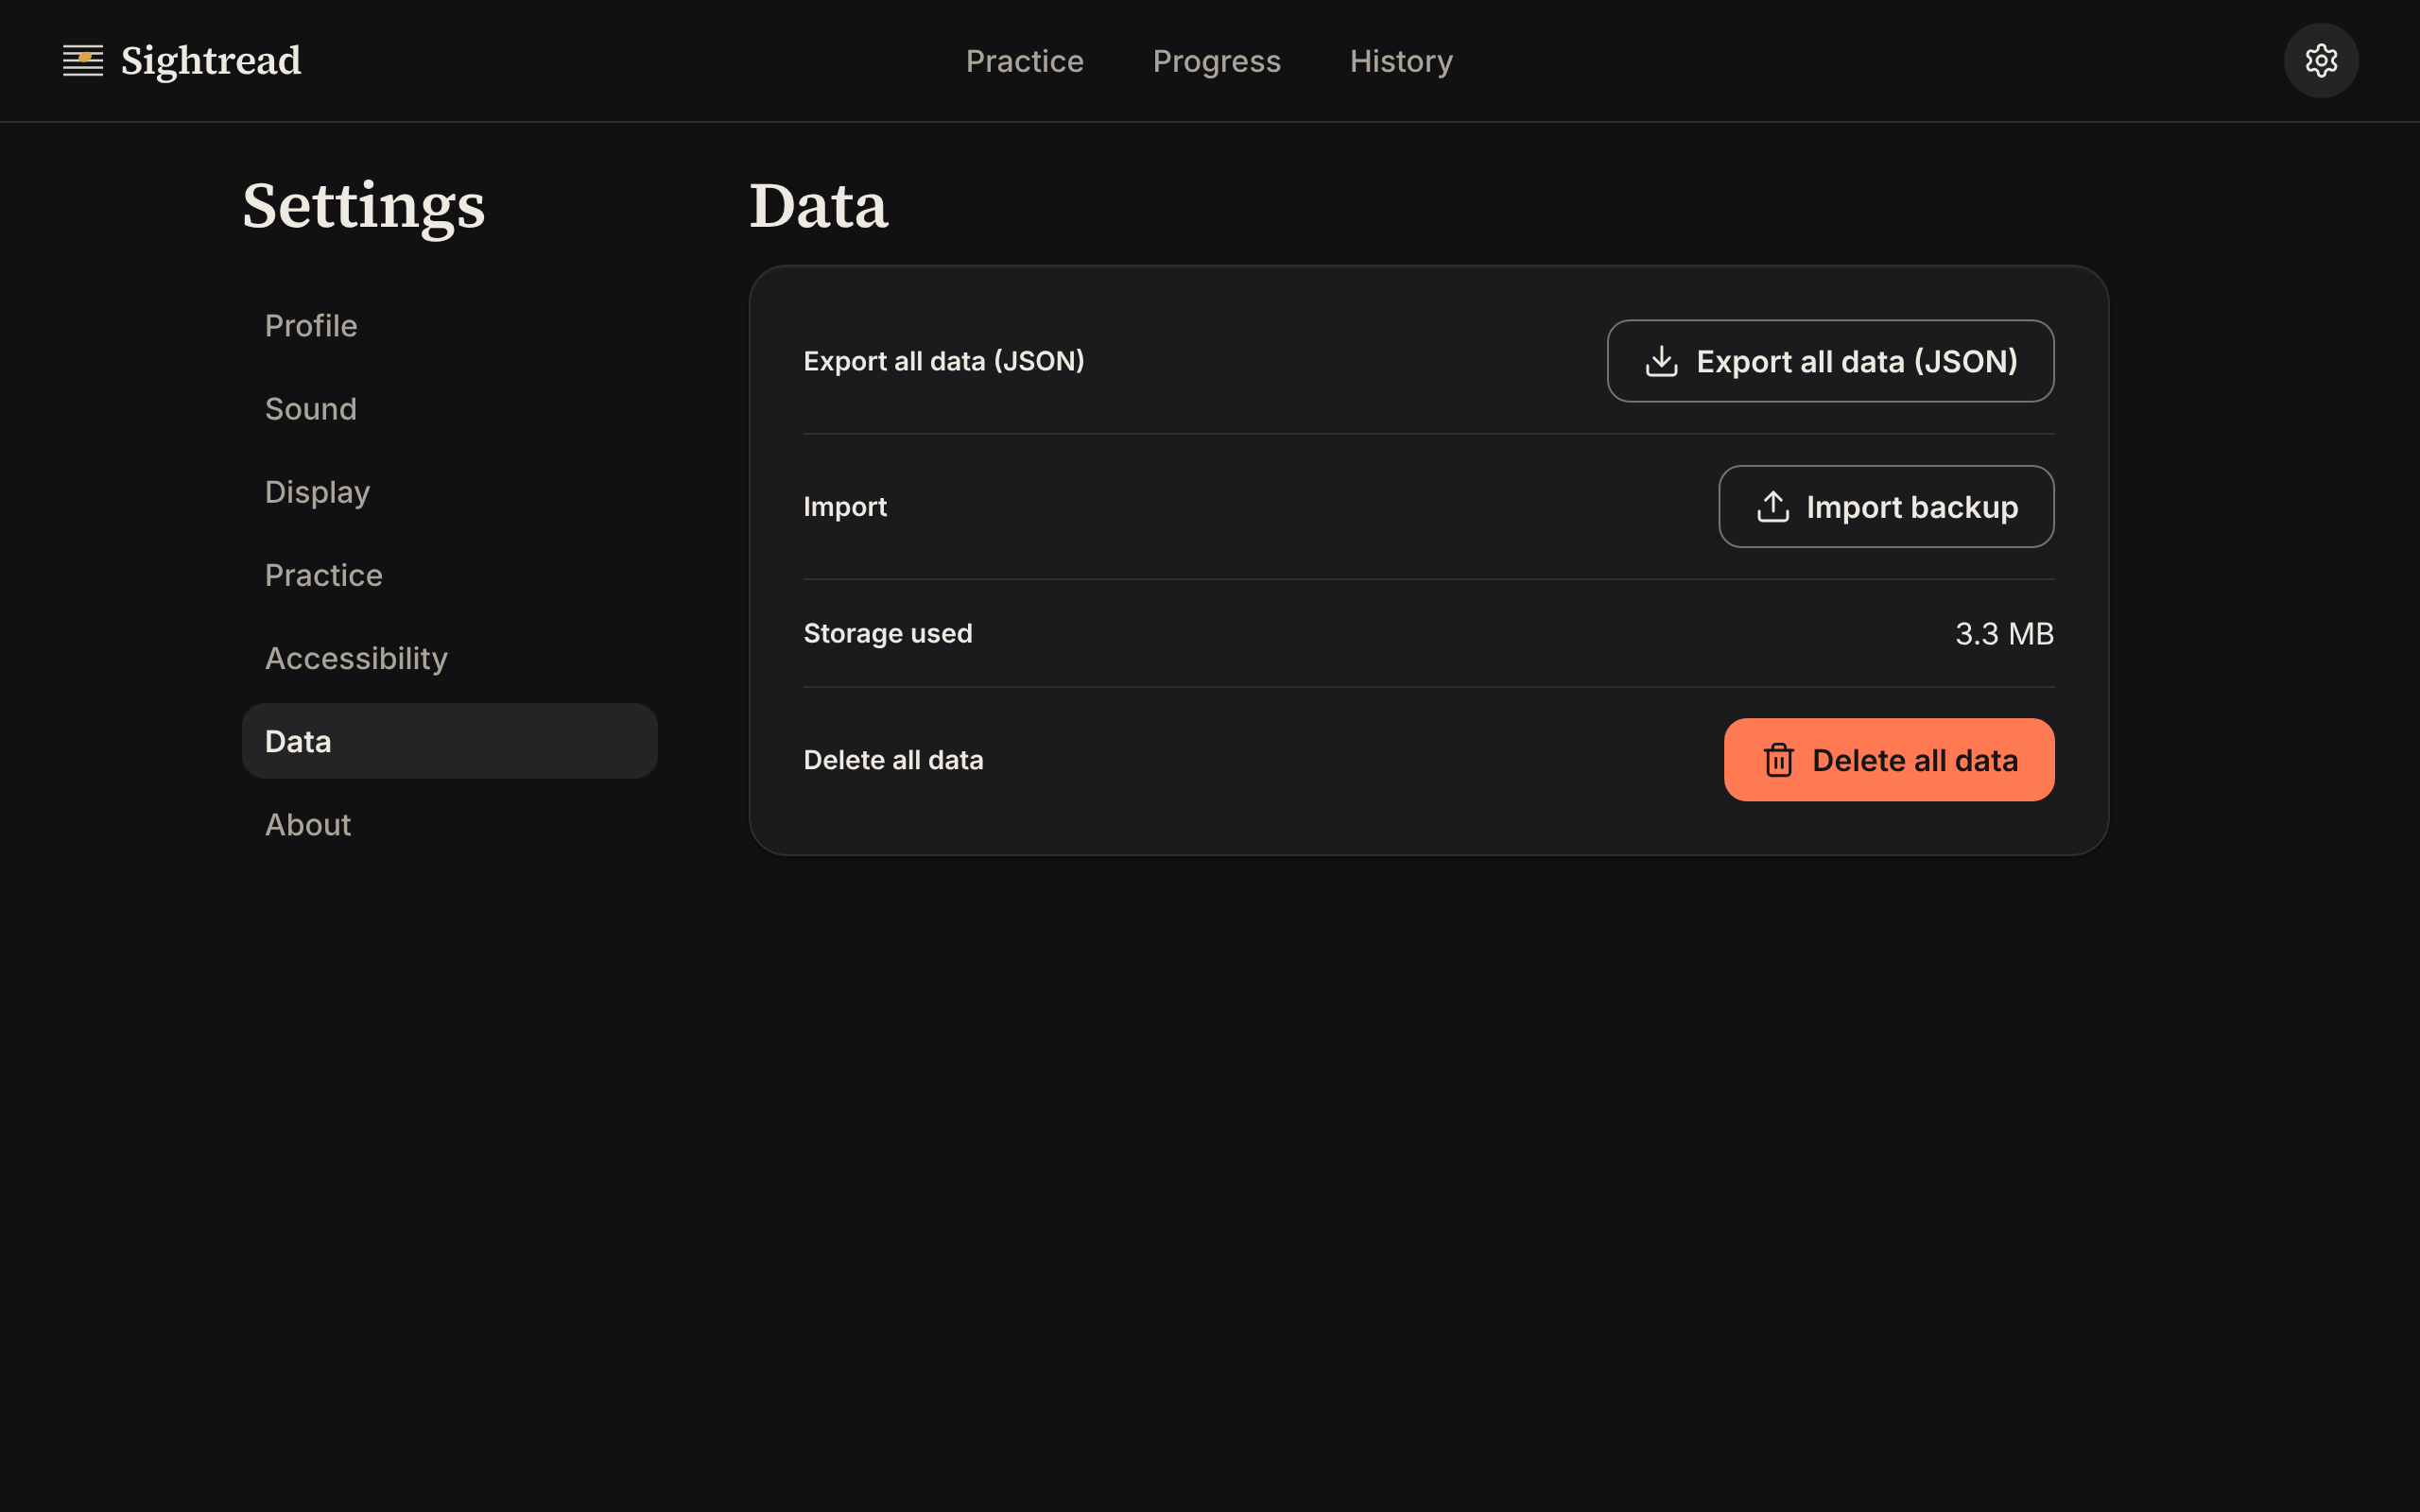 Sightread
Practice
Progress
History
Settings
Profile
Sound
Display
Practice
Accessibility
Data
About
Data
Export all data (JSON)
Export all data (JSON)
Import
Import backup
Storage used
3.3 MB
Delete all data
Delete all data